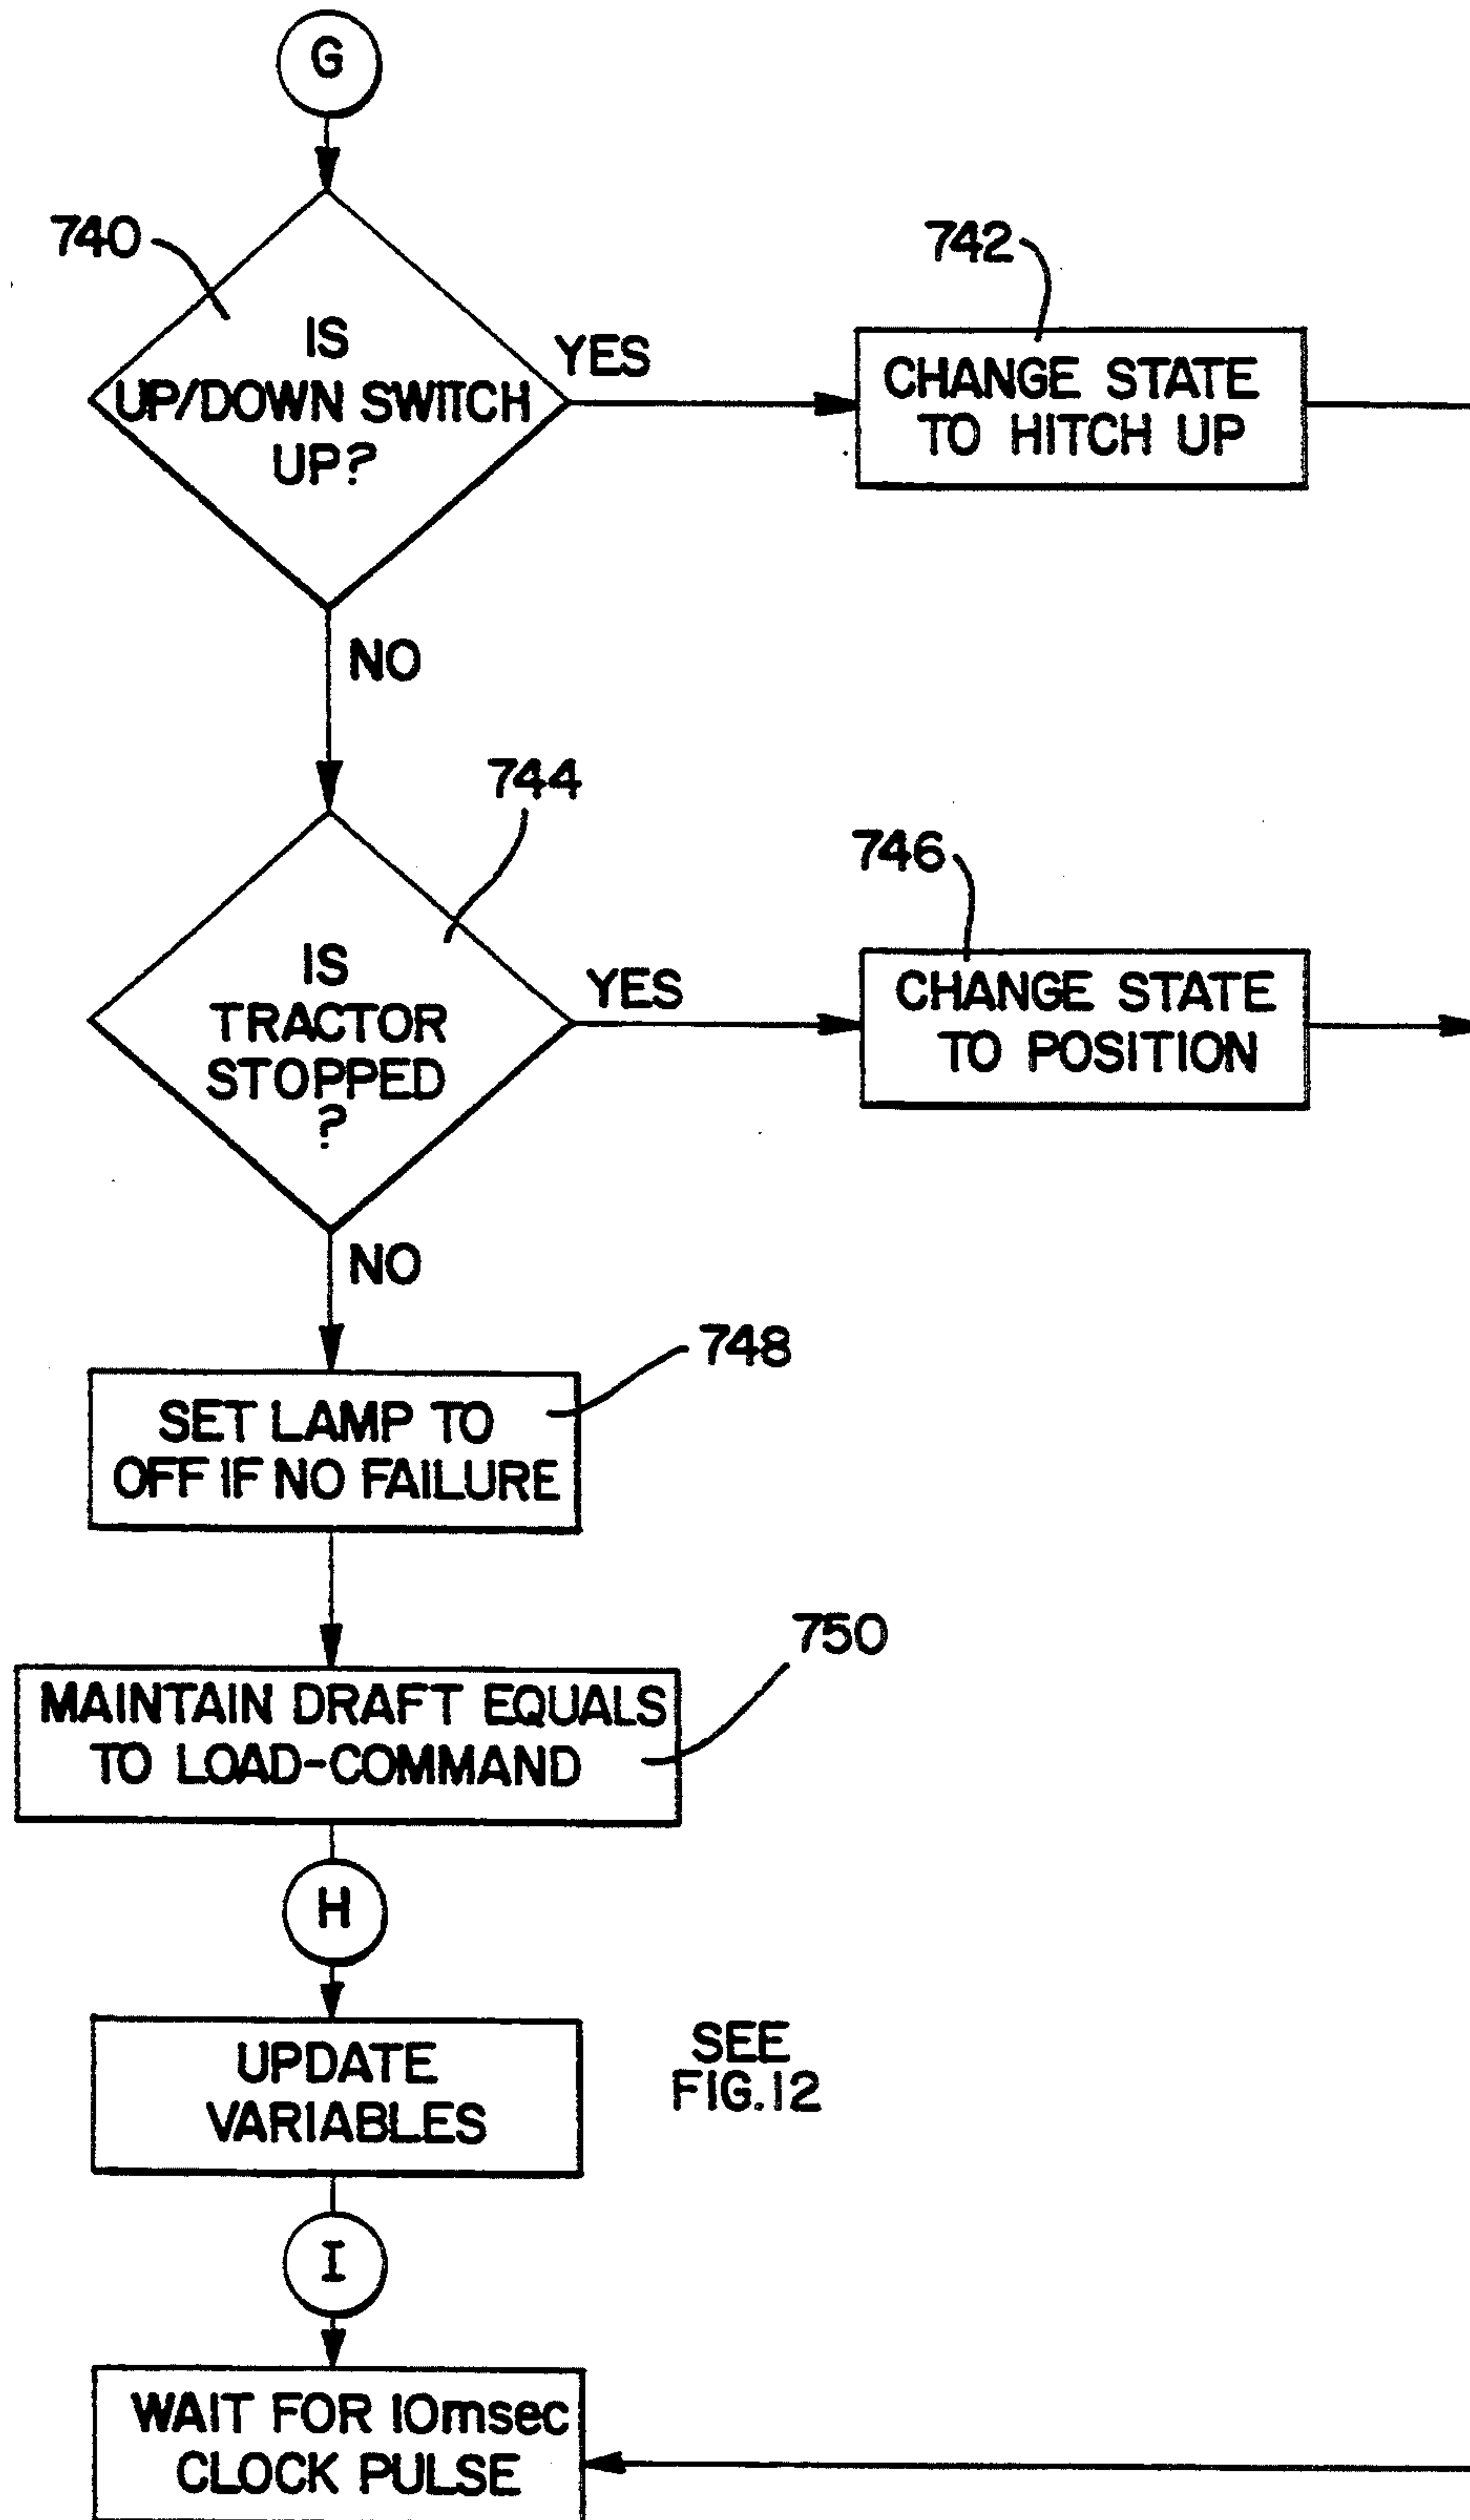 G
740
IS
UP/DOWN SWITCH
UP?
YES
742
CHANGE STATE
TO HITCH UP
NO
744
IS
TRACTOR
STOPPED
?
YES
746
CHANGE STATE
TO POSITION
NO
748
SET LAMP TO
OFF IF NO FAILURE
750
MAINTAIN DRAFT EQUALS
TO LOAD-COMMAND
H
UPDATE
VARIABLES
SEE
FIG.12
I
WAIT FOR 10msec
CLOCK PULSE